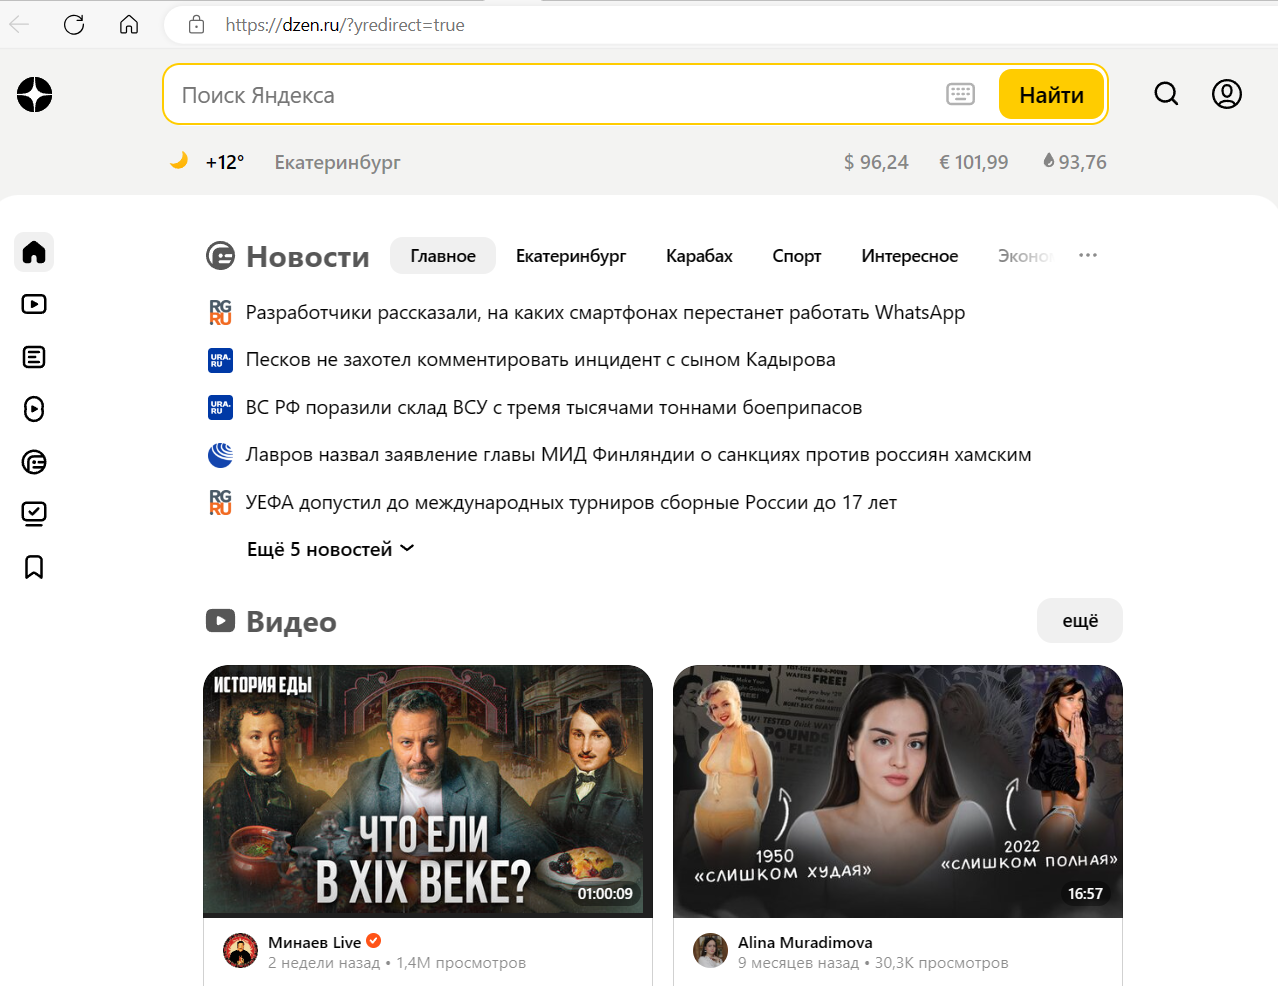 https://dzen.ru/?yredirect=true
Поиск Яндекса
Найти
+12° Екатеринбург $ 96,24 € 101,99 93,76
Новости Главное Екатеринбург Карабах Спорт Интересное Эконо ···
RG RU Разработчики рассказали, на каких смартфонах перестанет работать WhatsApp
URA.RU Песков не захотел комментировать инцидент с сыном Кадырова
URA.RU ВС РФ поразили склад ВСУ с тремя тысячами тоннами боеприпасов
Лавров назвал заявление главы МИД Финляндии о санкциях против россиян хамским
RG RU УЕФА допустил до международных турниров сборные России до 17 лет
Ещё 5 новостей
Видео ещё
ИСТОРИЯ ЕДЫ
ЧТО ЕЛИ
В XIX ВЕКЕ?
01:00:09
Минаев Live
2 недели назад • 1,4М просмотров
FREE!
POUNDS
1950
«СЛИШКОМ ХУДАЯ»
2022
«СЛИШКОМ ПОЛНАЯ»
16:57
Alina Muradimova
9 месяцев назад • 30,3К просмотров